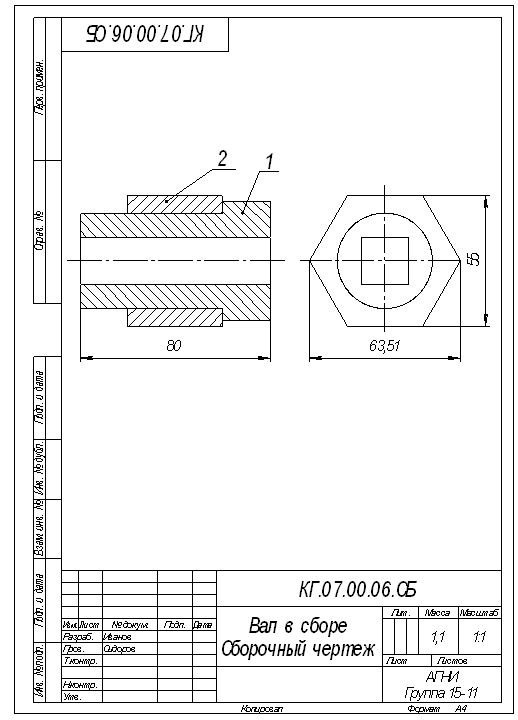 КГ.07.00.06.СБ
Перв. примен.
Справ. №
2
1
55
80
63,51
Подп. и дата
Инв. № дубл.
Взам. инв. №
Подп. и дата
Инв. № подл.
КГ.07.00.06.СБ
Лит.
Масса
Масштаб
Вал в сборе
Сборочный чертеж
1,1
1:1
Изм.
Лист
№ докум.
Подп.
Дата
Разраб.
Иванов
Пров.
Сидоров
Т.контр.
Лист
Листов
Н.контр.
Утв.
АГНИ
Группа 15-11
Копировал
Формат А4